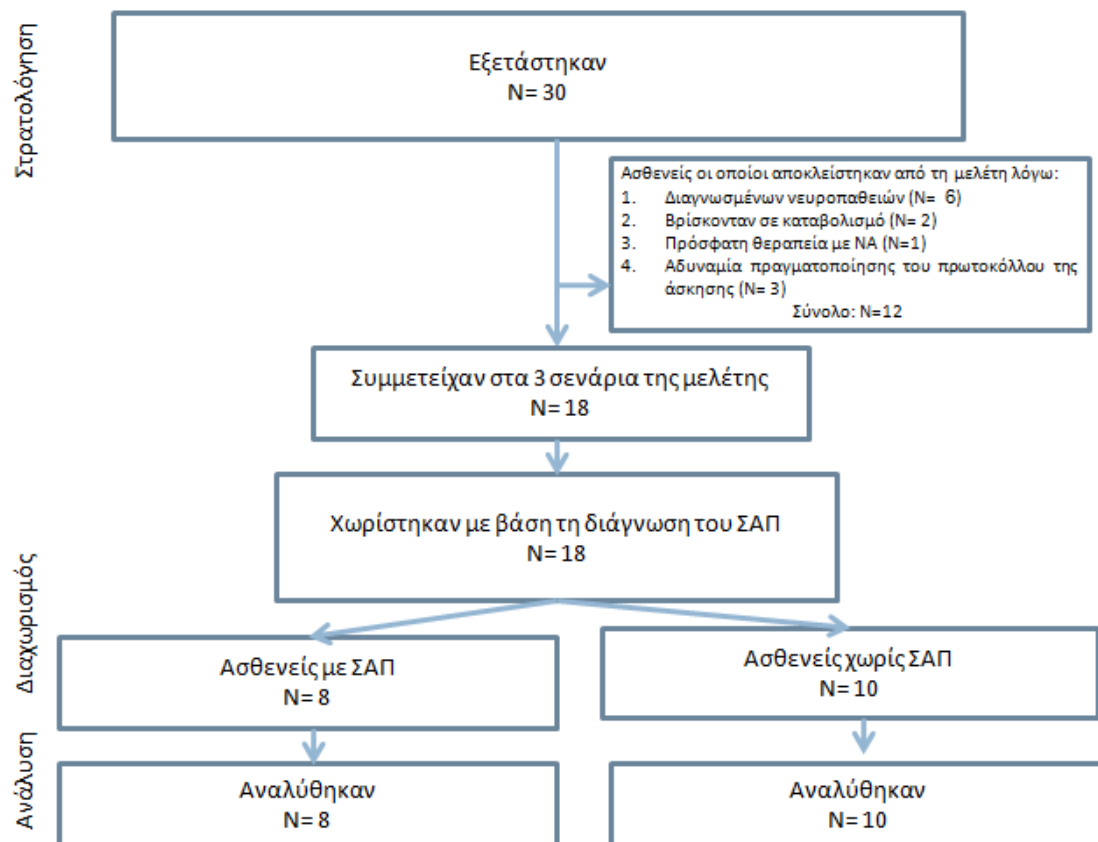 Στρατολόγηση
Εξετάστηκαν
N= 30
Ασθενείς οι οποίοι αποκλείστηκαν από τη μελέτη λόγω:
1. Διαγνωσμένων νευροπαθειών (N= 6)
2. Βρίσκονταν σε καταβολισμό (N= 2)
3. Πρόσφατη θεραπεία με ΝΑ (N=1)
4. Αδυναμία πραγματοποίησης του πρωτοκόλλου της
άσκησης (N= 3)
Σύνολο: N=12
Συμμετείχαν στα 3 σενάρια της μελέτης
N= 18
Χωρίστηκαν με βάση τη διάγνωση του ΣΑΠ
N= 18
Διαχωρισμός
Ασθενείς με ΣΑΠ
N= 8
Ασθενείς χωρίς ΣΑΠ
N= 10
Ανάλυση
Αναλύθηκαν
N= 8
Αναλύθηκαν
N= 10